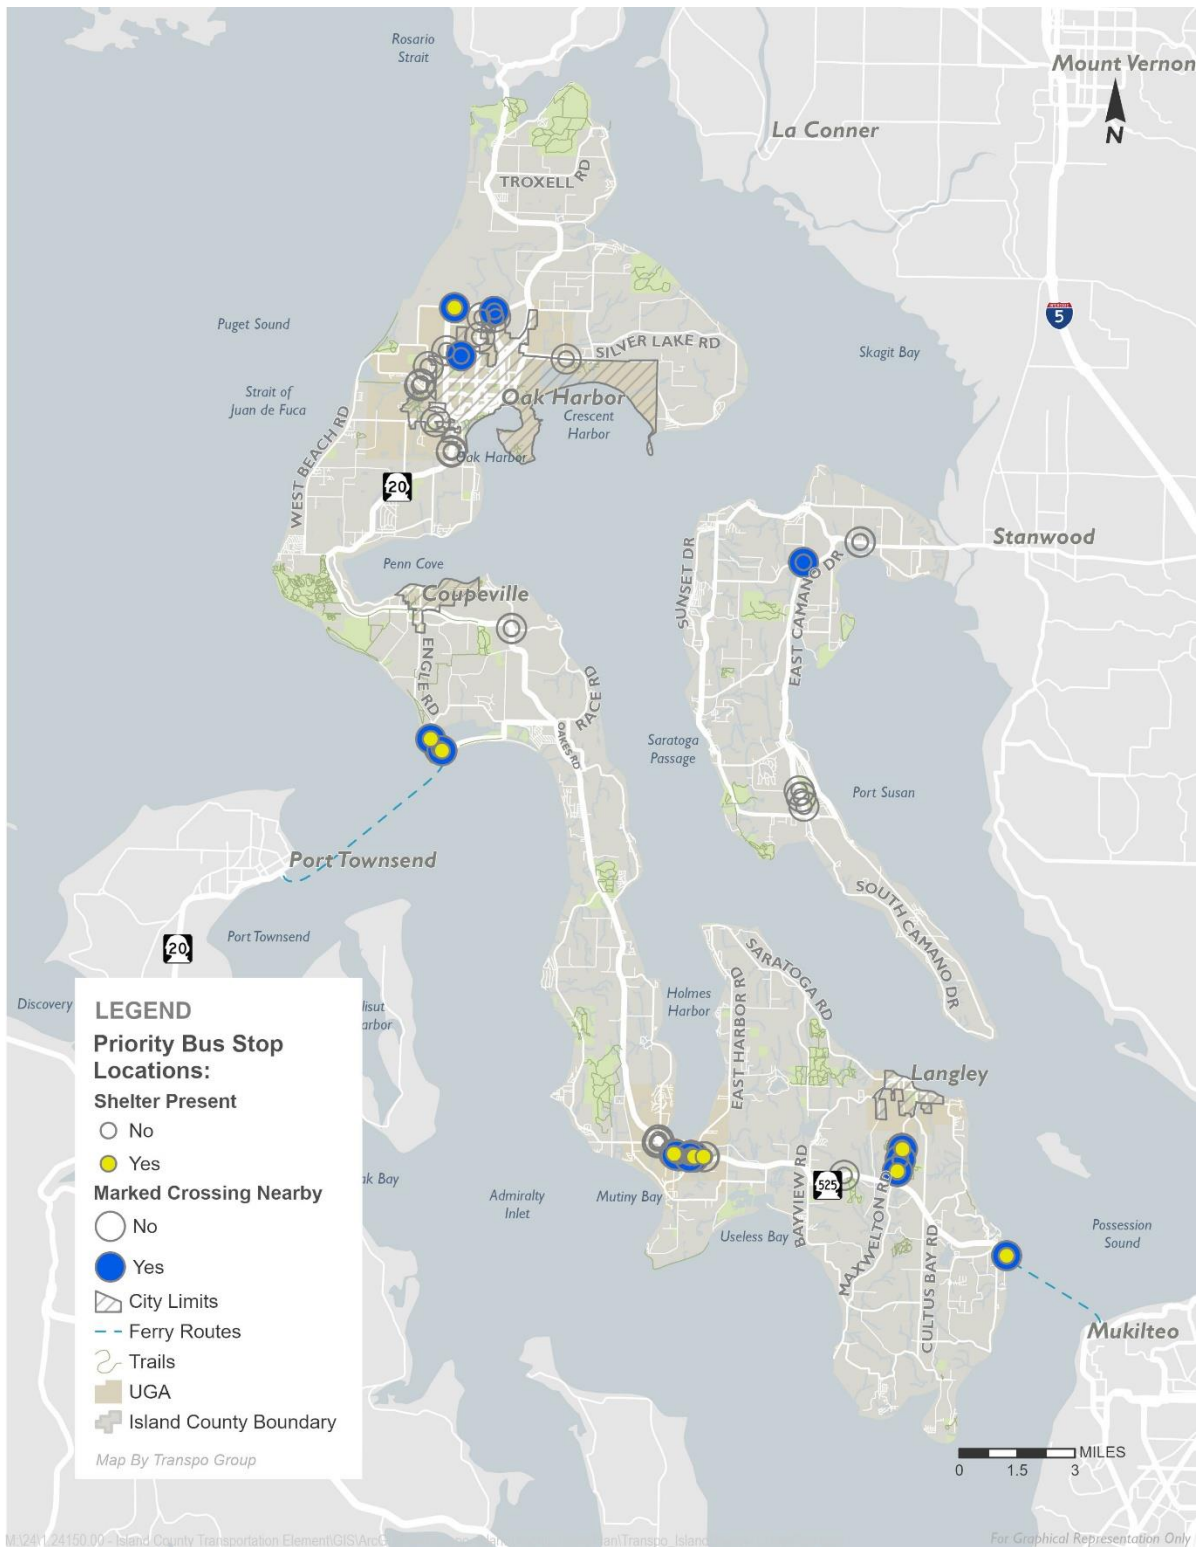 Rosario
Strait
Mount Vernon
N
La Conner
TROXELL RD
5
Puget Sound
SILVER LAKE RD
Skagit Bay
Strait of
Juan de Fuca
Oak Harbor
Crescent
Harbor
Oak Harbor
WEST BEACH RD
20
Stanwood
SUNSET DR
EAST CAMANO DR
Penn Cove
Coupeville
ENGLE RD
RACE RD
OAKES RD
Saratoga
Passage
Port Susan
Port Townsend
SOUTH CAMANO DR
Port Townsend
20
SARATOGA RD
Holmes
Harbor
EAST HARBOR RD
Discovery
Langley
BAYVIEW RD
525
MAXWELTON RD
CULTUS BAY RD
Admiralty
Inlet
Mutiny Bay
Useless Bay
Possession
Sound
Mukilteo
LEGEND
Priority Bus Stop
Locations:
Shelter Present
No
Yes
Marked Crossing Nearby
No
Yes
City Limits
Ferry Routes
Trails
UGA
Island County Boundary
Map By Transpo Group
MILES
0 1.5 3
For Graphical Representation Only